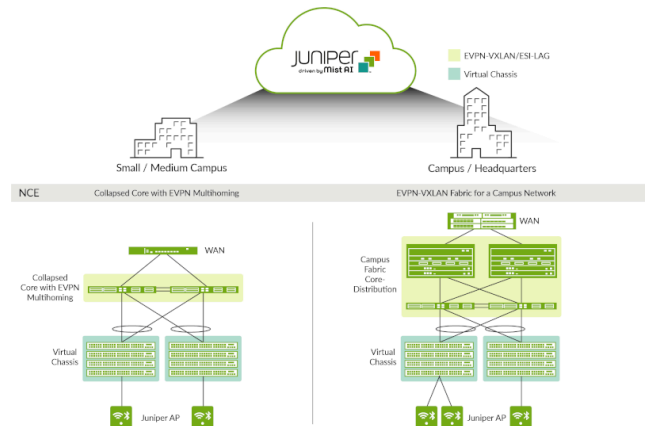 JUNIPER
driven by Mist AI
EVPN-VXLAN/ESI-LAG
Virtual Chassis
Small / Medium Campus
Campus / Headquarters
NCE
Collapsed Core with EVPN Multihoming
EVPN-VXLAN Fabric for a Campus Network
WAN
Collapsed
Core with EVPN
Multihoming
Virtual
Chassis
Juniper AP
WAN
Campus
Fabric
Core-
Distribution
Virtual
Chassis
Juniper AP